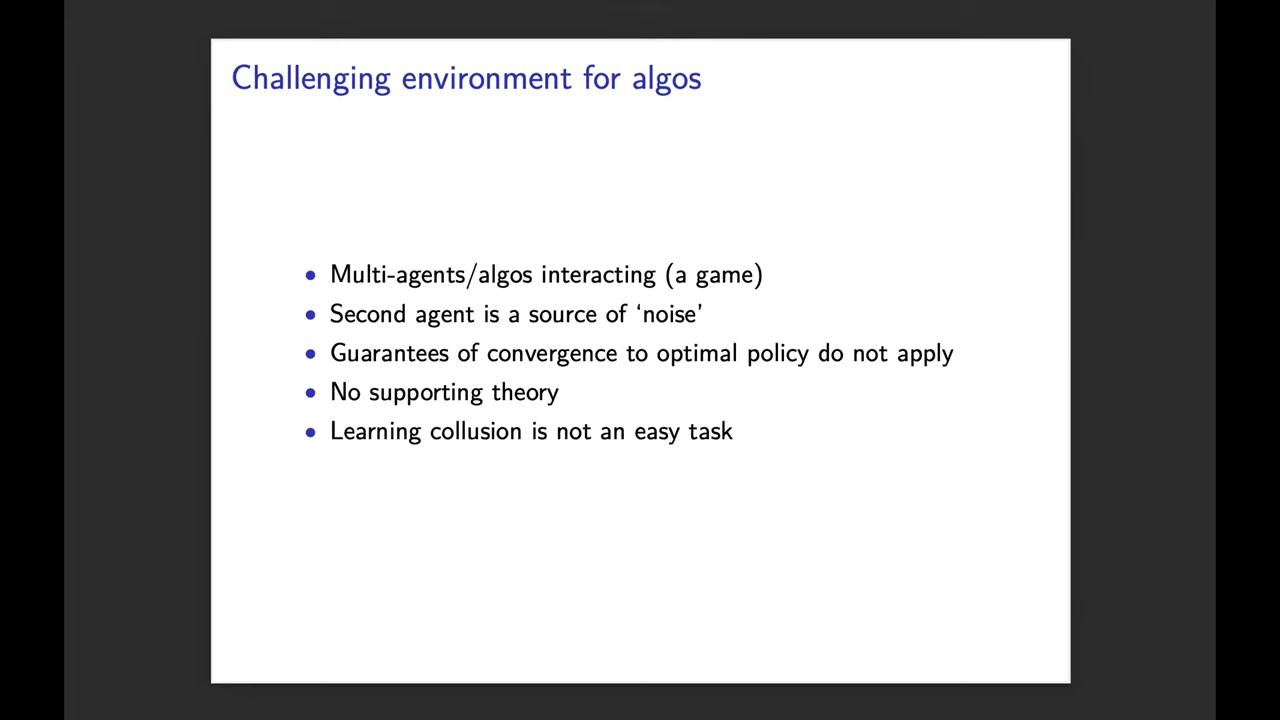 Challenging environment for algos
• Multi-agents/algos interacting (a game)
• Second agent is a source of ‘noise’
• Guarantees of convergence to optimal policy do not apply
• No supporting theory
• Learning collusion is not an easy task